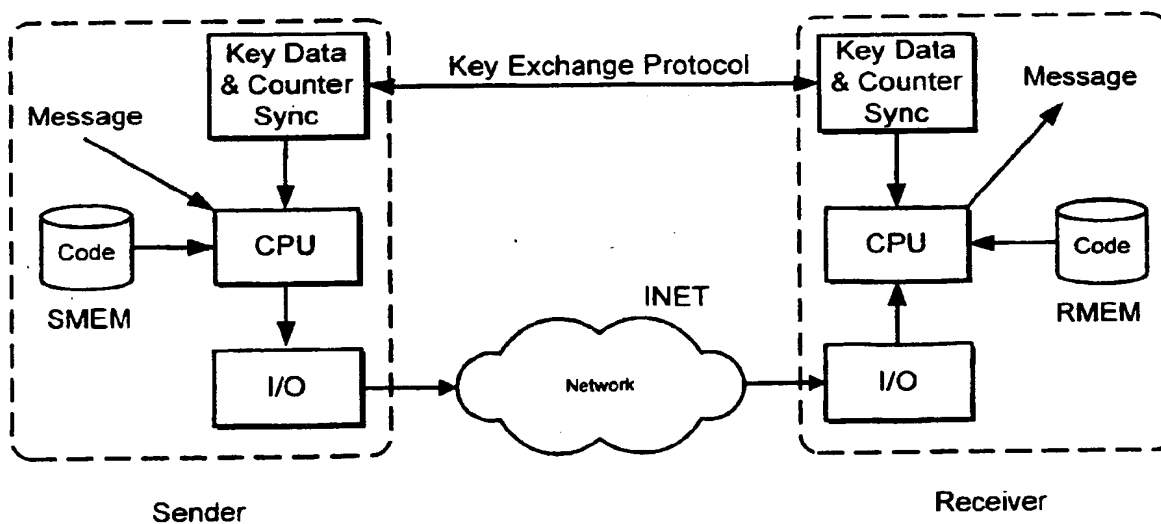 Key Data
& Counter
Sync
Key Exchange Protocol
Key Data
& Counter
Sync
Message
Message
Code
CPU
CPU
Code
SMEM
INET
RMEM
I/O
Network
I/O
Sender
Receiver